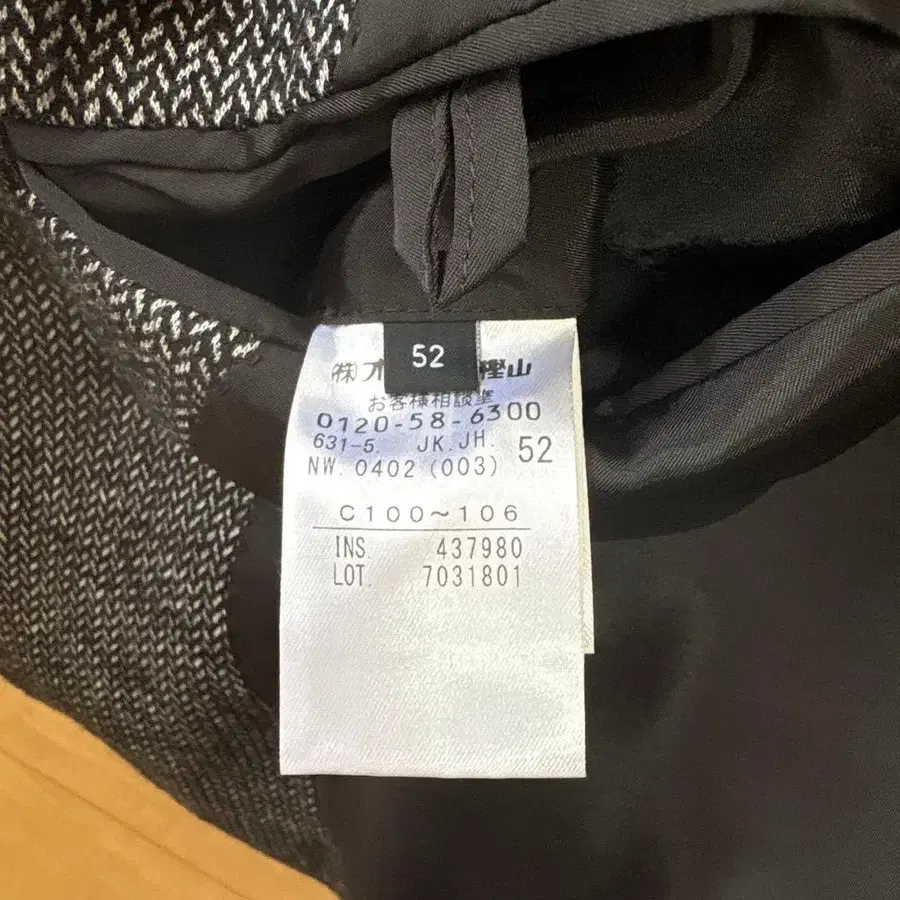 52
㈱オ 樫山
お客様相談室
0120-58-6300
631-5. JK.JH. 52
NW. 0402 (003)
C100~106
INS. 437980
LOT. 7031801